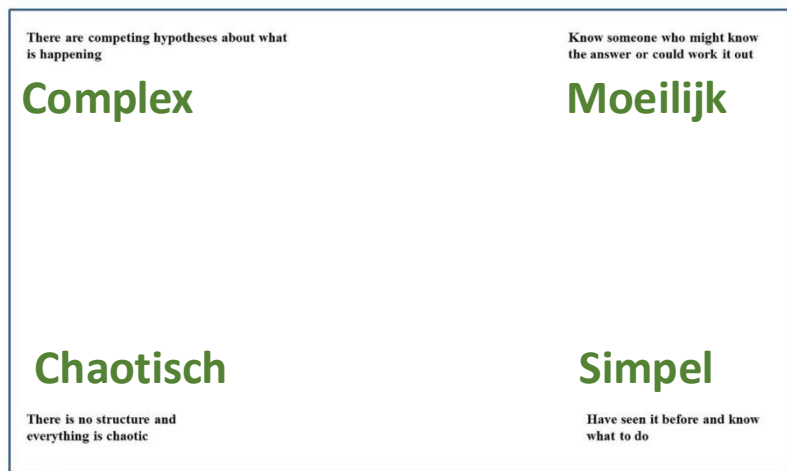 There are competing hypotheses about what
is happening
Complex
Know someone who might know
the answer or could work it out
Moeilijk
Chaotisch
There is no structure and
everything is chaotic
Simpel
Have seen it before and know
what to do